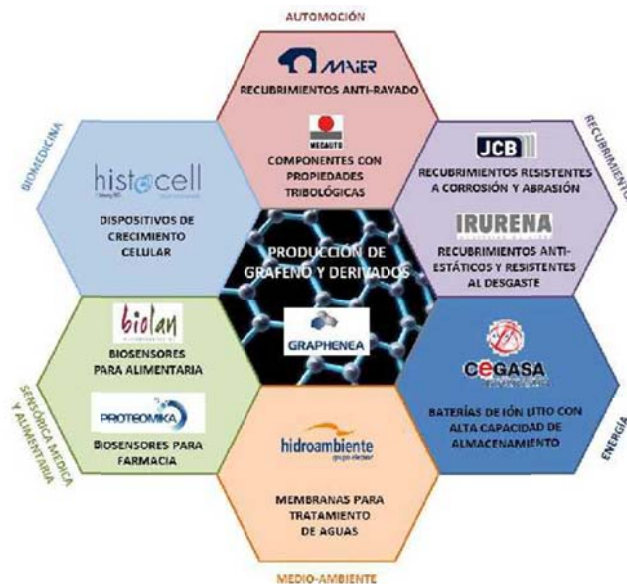 AUTOMOCIÓN
MAIER
RECUBRIMIENTOS ANTI-RAYADO
MECAUTO
COMPONENTES CON
PROPIEDADES
TRIBOLÓGICAS
BIOMEDICINA
histocell
DISPOSITIVOS DE
CRECIMIENTO
CELULAR
RECUBRIMIENTOS
JCB
RECUBRIMIENTOS RESISTENTES
A CORROSIÓN Y ABRASIÓN
IRURENA
RECUBRIMIENTOS ANTI-
ESTÁTICOS Y RESISTENTES
AL DESGASTE
PRODUCCIÓN DE
GRAFENO Y DERIVADOS
GRAPHENEA
SENSÓRICA MEDICA
Y ALIMENTARIA
biolan
BIOSENSORES
PARA ALIMENTARIA
PROTEOMIKA
BIOSENSORES PARA
FARMACIA
CEGASA
BATERÍAS DE IÓN LITIO CON
ALTA CAPACIDAD DE
ALMACENAMIENTO
ENERGÍA
hidroambiente
grupo elecnor
MEMBRANAS PARA
TRATAMIENTO
DE AGUAS
MEDIO-AMBIENTE